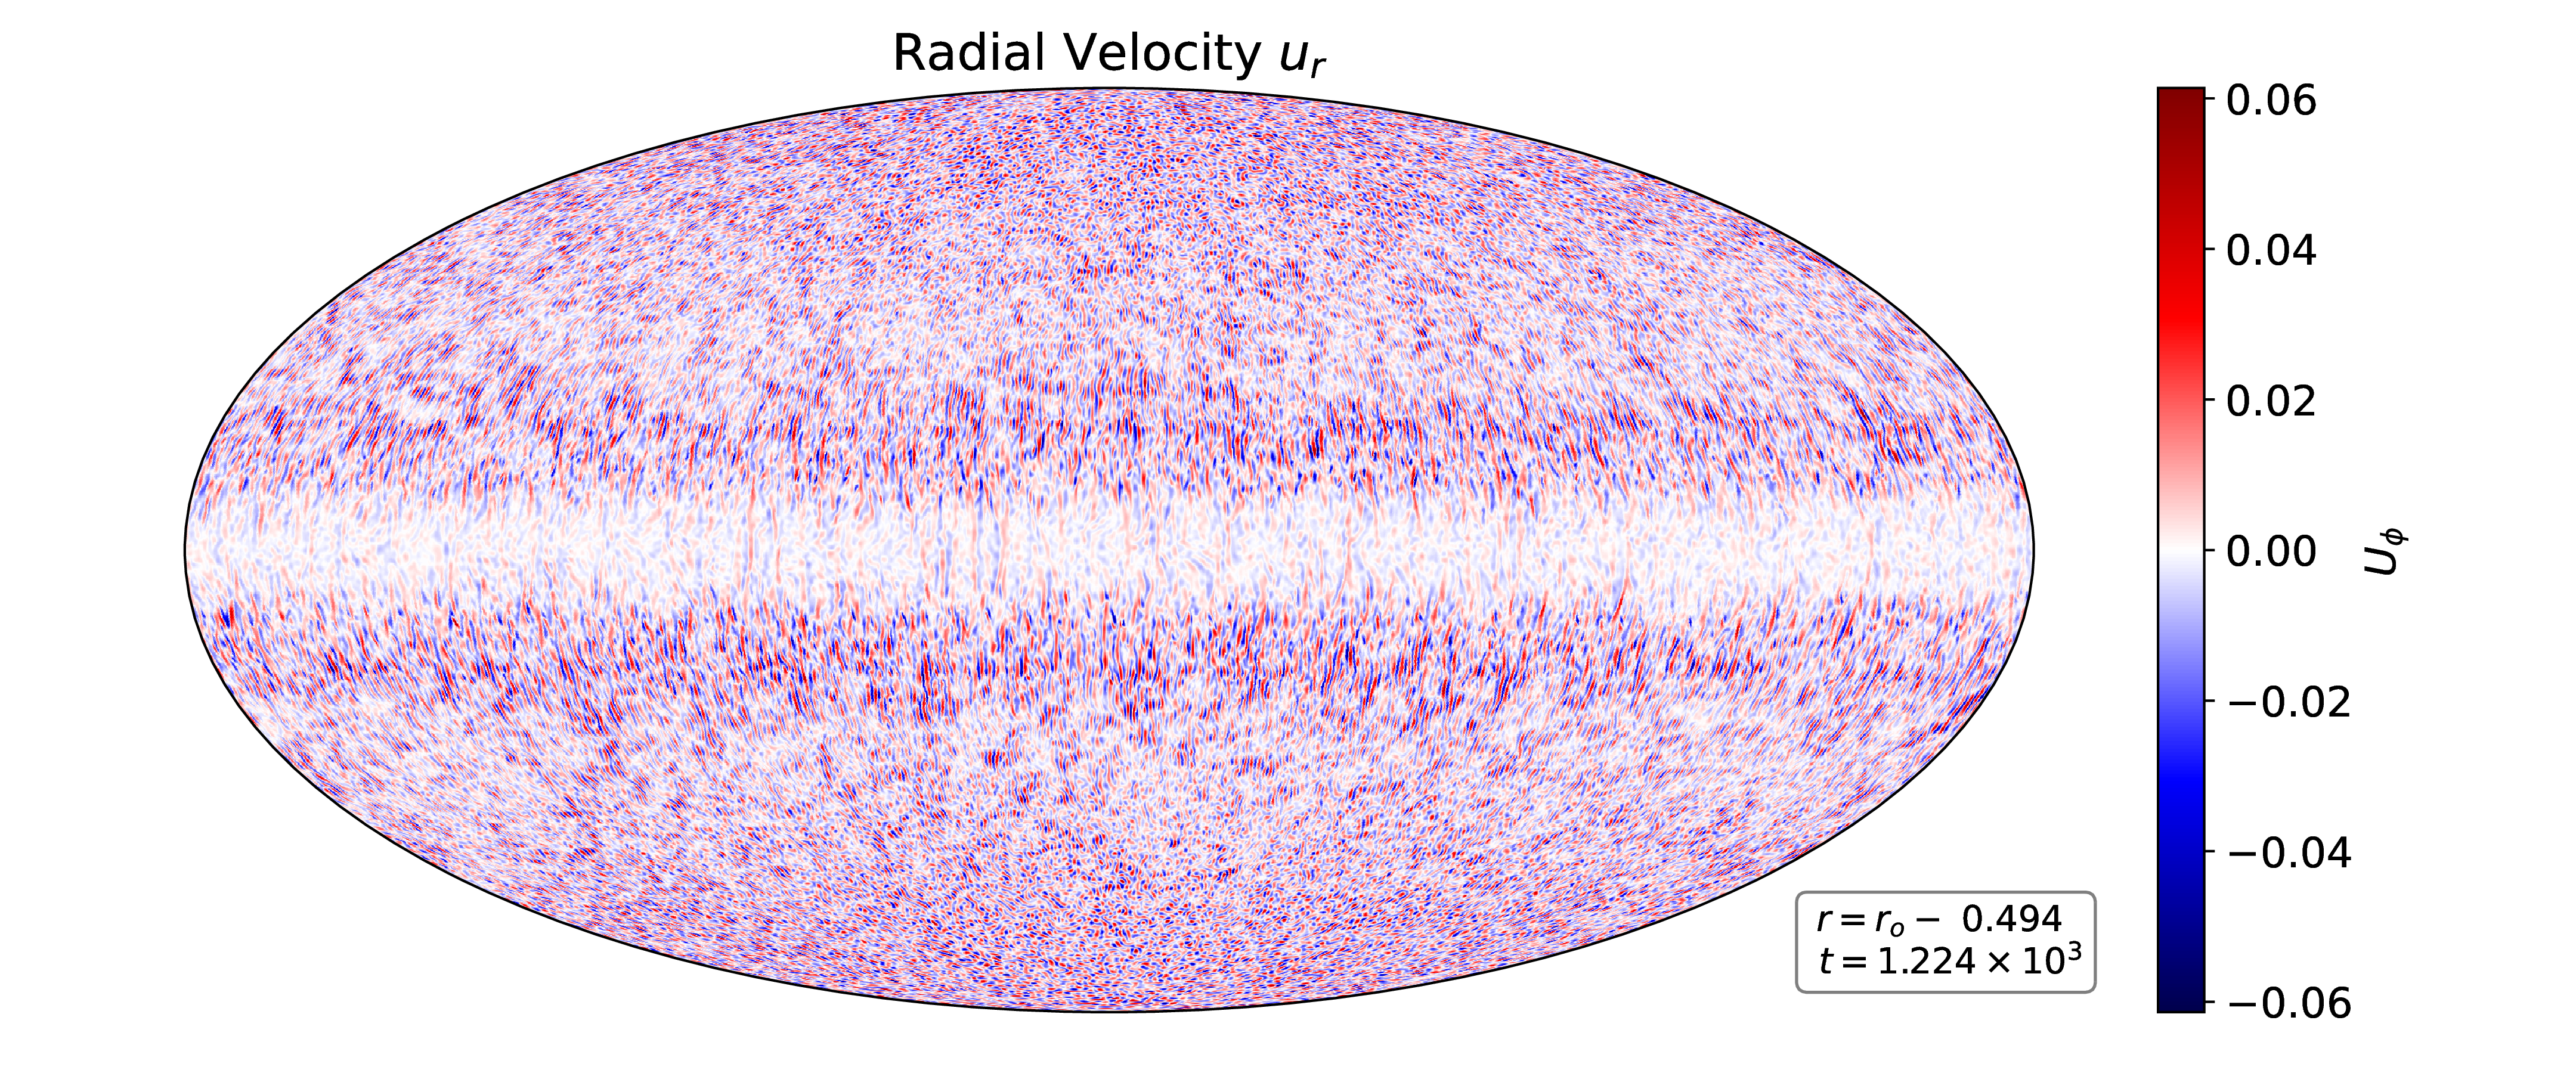 Radial Velocity $u_r$
0.06
0.04
0.02
0.00
−0.02
−0.04
−0.06
$U_\phi$
$r = r_o - $ 0.494
$t = 1.224 \times 10^3$